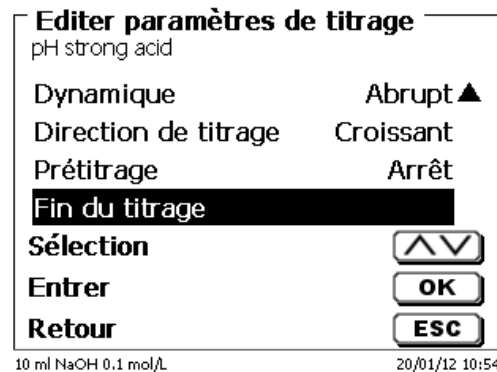 Editer paramètres de titrage
pH strong acid
Dynamique Abrupt
Direction de titrage Croissant
Prétitrage Arrêt
Fin du titrage
Sélection
Entrer OK
Retour ESC
10 ml NaOH 0.1 mol/L 20/01/12 10:54